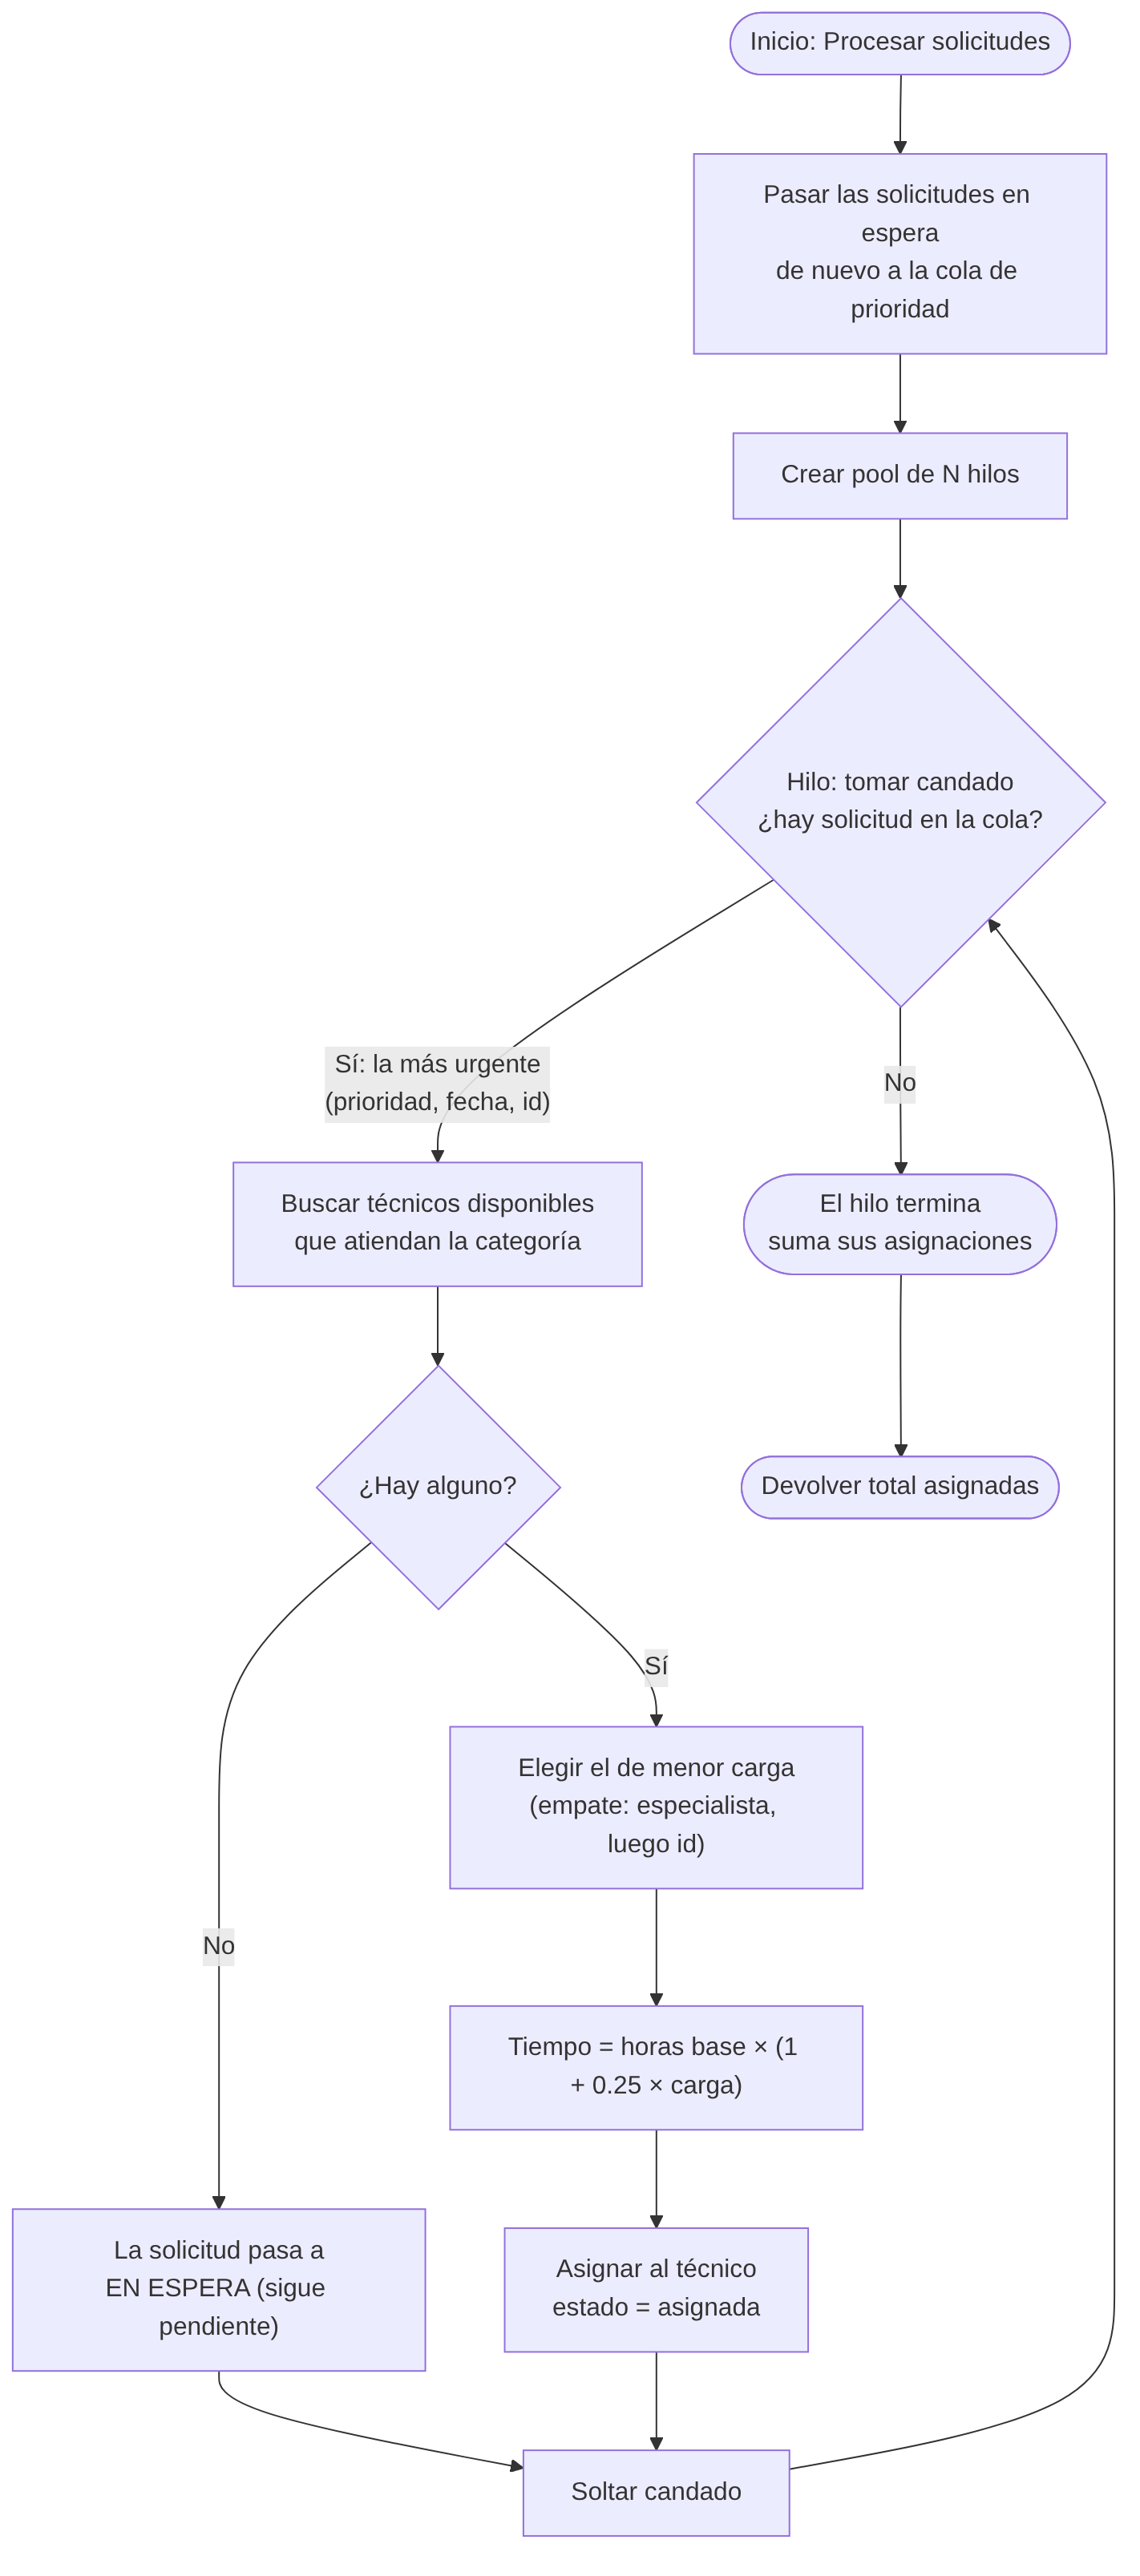 Inicio: Procesar solicitudes
Pasar las solicitudes en
espera
de nuevo a la cola de
prioridad
Crear pool de N hilos
Hilo: tomar candado
¿hay solicitud en la cola?
Sí: la más urgente
(prioridad, fecha, id)
No
Buscar técnicos disponibles
que atiendan la categoría
El hilo termina
suma sus asignaciones
¿Hay alguno?
Devolver total asignadas
Sí
Elegir el de menor carga
(empate: especialista,
luego id)
No
Tiempo = horas base × (1
+ 0.25 × carga)
La solicitud pasa a
EN ESPERA (sigue
pendiente)
Asignar al técnico
estado = asignada
Soltar candado